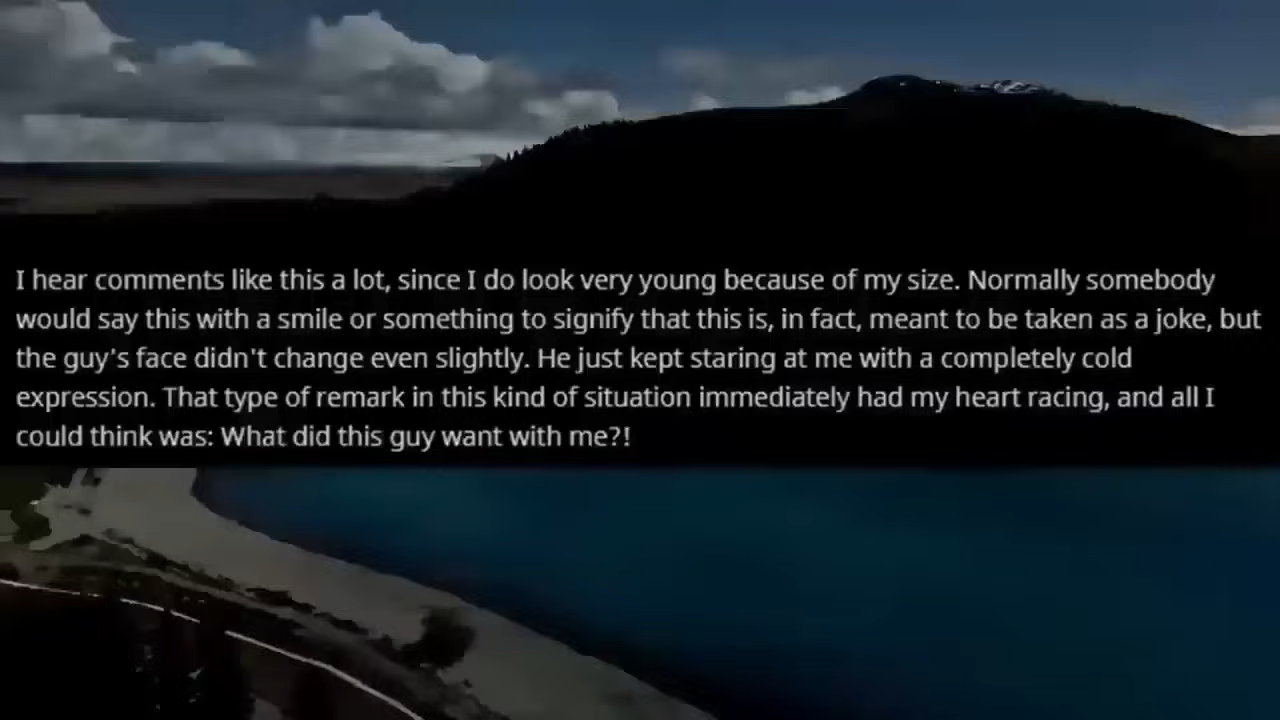 I hear comments like this a lot, since I do look very young because of my size. Normally somebody
would say this with a smile or something to signify that this is, in fact, meant to be taken as a joke, but
the guy's face didn't change even slightly. He just kept staring at me with a completely cold
expression. That type of remark in this kind of situation immediately had my heart racing, and all I
could think was: What did this guy want with me?!